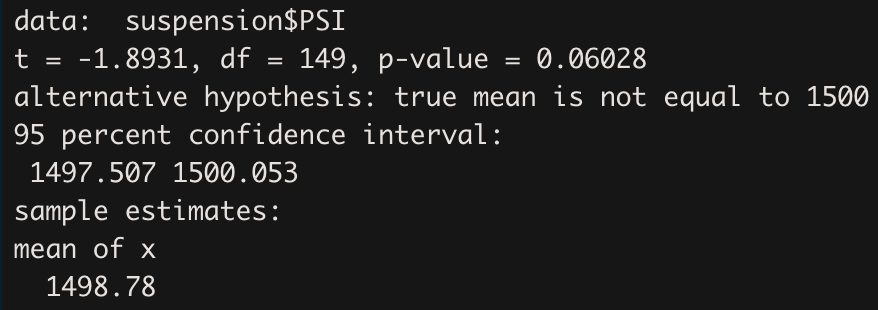 data:  suspension$PSI
t = -1.8931, df = 149, p-value = 0.06028
alternative hypothesis: true mean is not equal to 1500
95 percent confidence interval:
 1497.507 1500.053
sample estimates:
mean of x
  1498.78